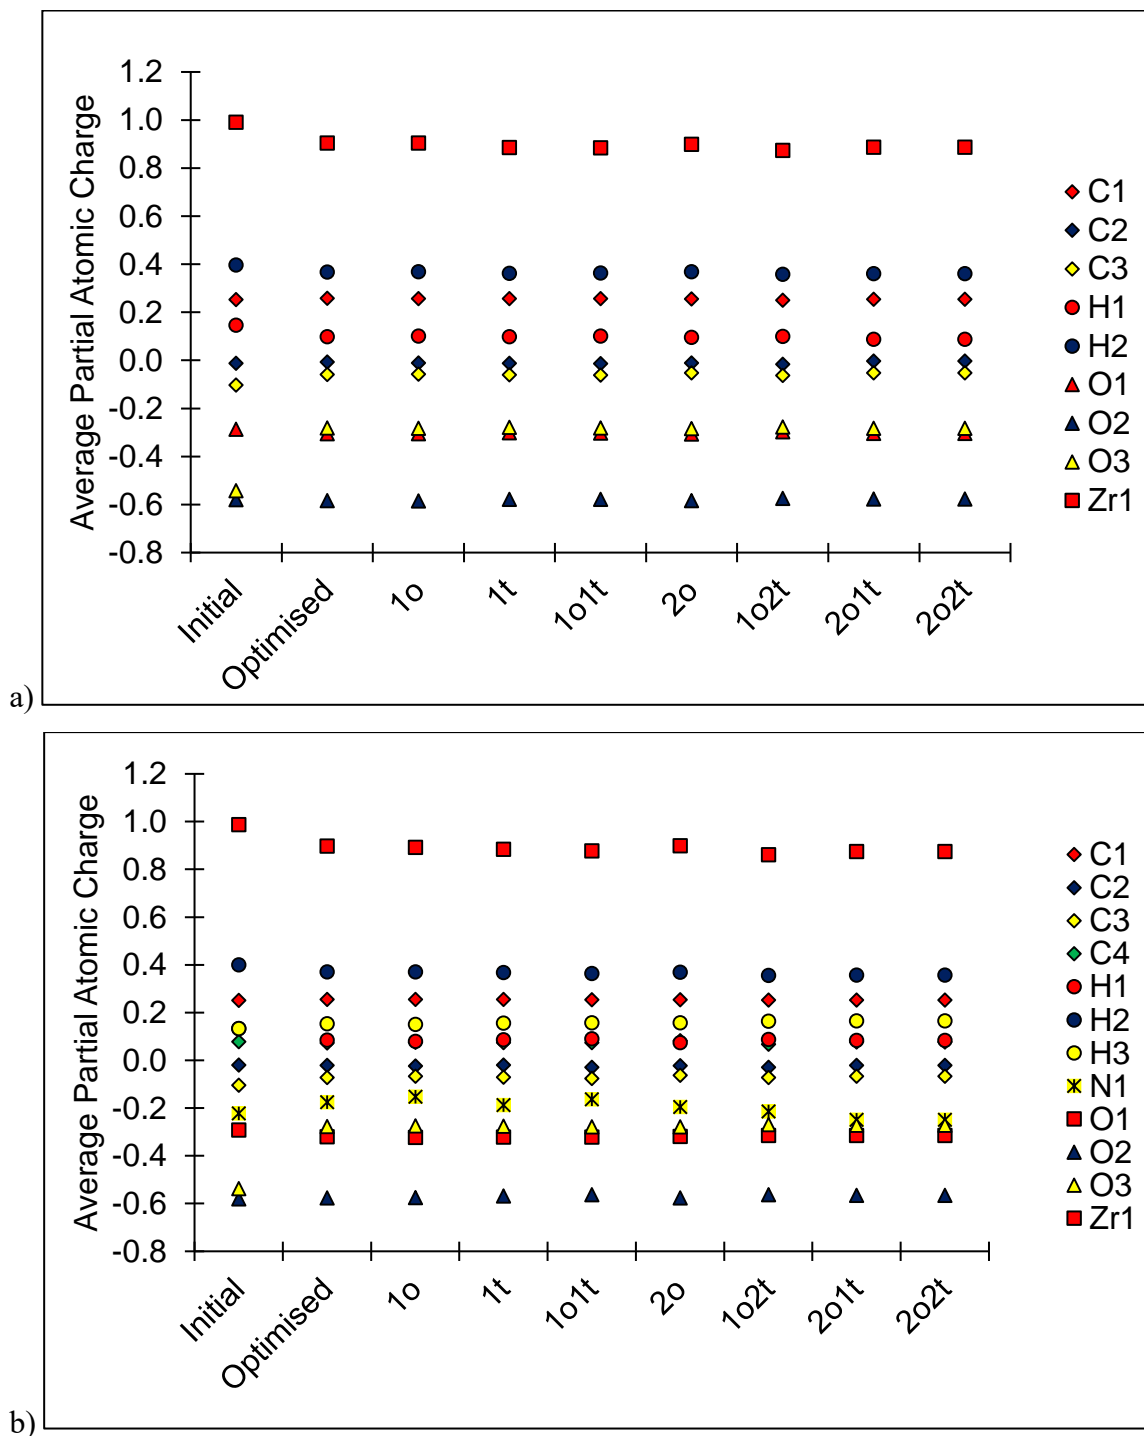 Average Partial Atomic Charge
1.2
1.0
0.8
0.6
0.4
0.2
0.0
-0.2
-0.4
-0.6
-0.8
Initial
Optimised
1o
1t
1o1t
2o
1o2t
2o1t
2o2t
C1
C2
C3
H1
H2
O1
O2
O3
Zr1
a)
Average Partial Atomic Charge
1.2
1.0
0.8
0.6
0.4
0.2
0.0
-0.2
-0.4
-0.6
-0.8
Initial
Optimised
1o
1t
1o1t
2o
1o2t
2o1t
2o2t
C1
C2
C3
C4
H1
H2
H3
N1
O1
O2
O3
Zr1
b)